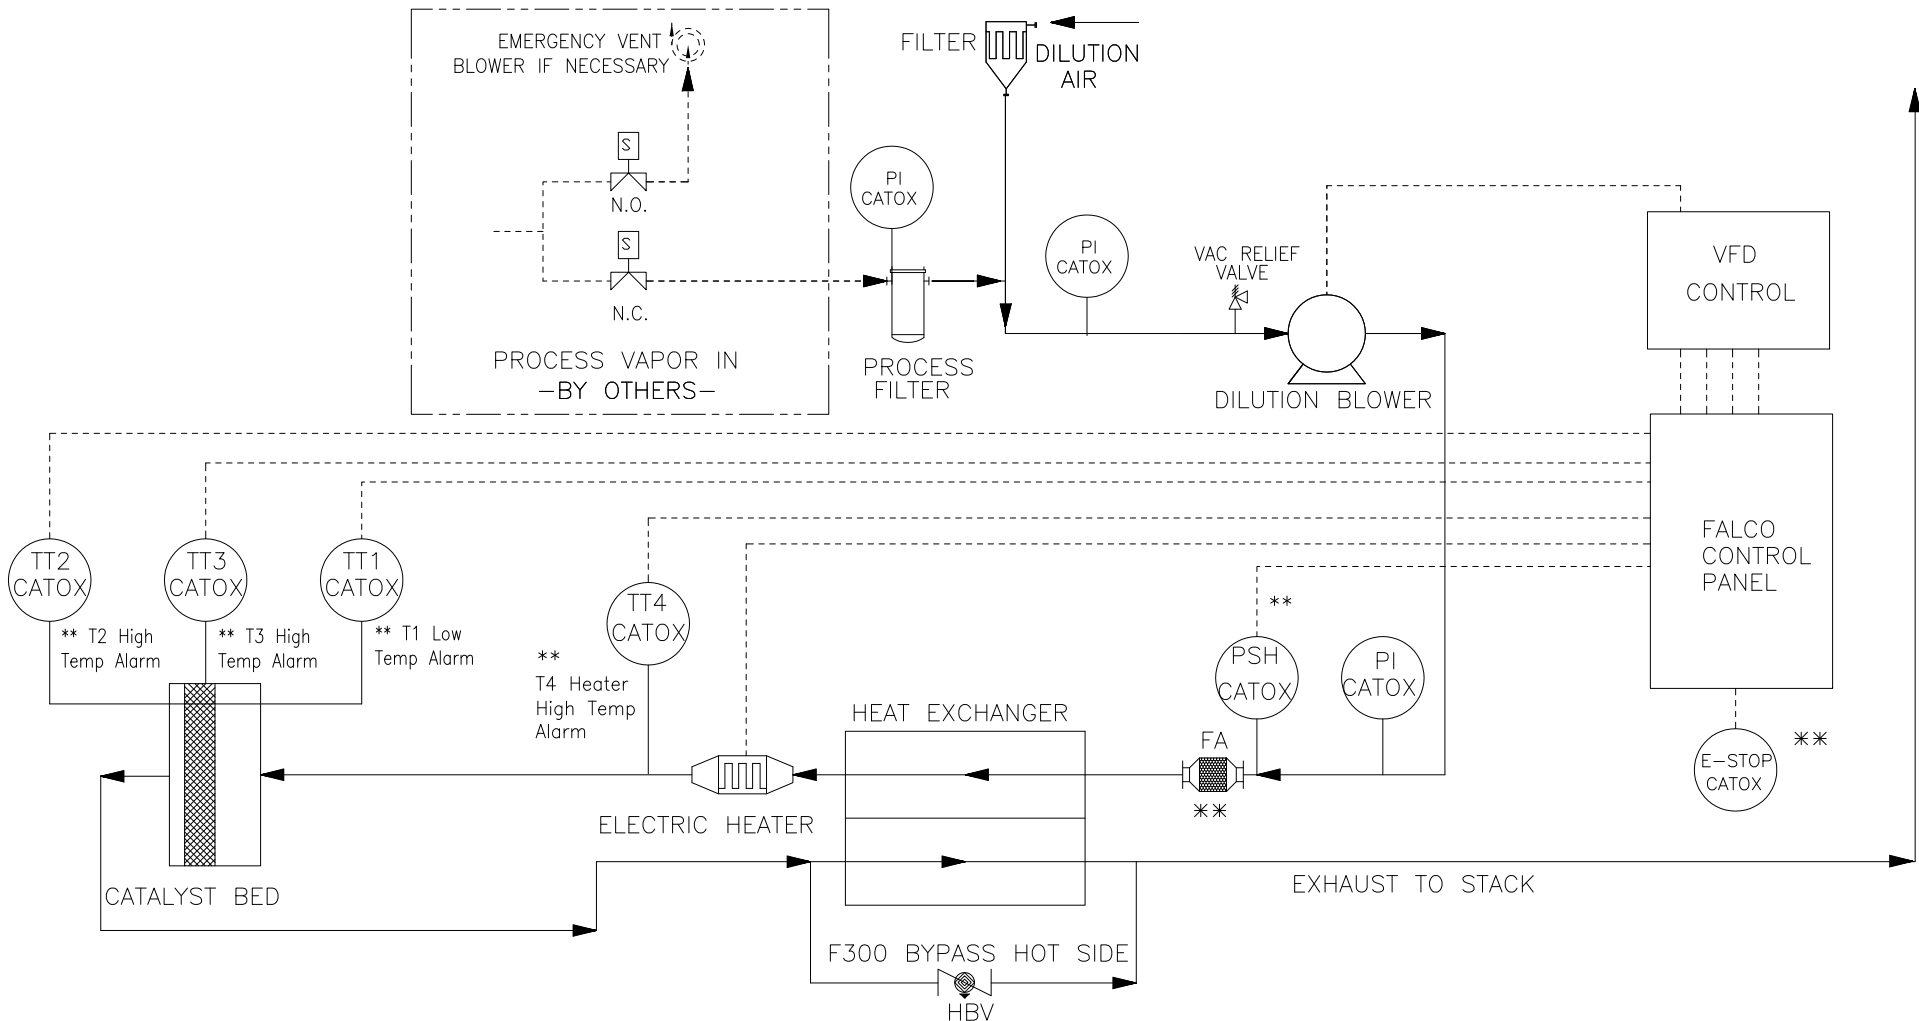 EMERGENCY VENT
BLOWER IF NECESSARY
S
N.O.
S
N.C.
PROCESS VAPOR IN
-BY OTHERS-
FILTER
DILUTION
AIR
PI
CATOX
PROCESS
FILTER
PI
CATOX
VAC RELIEF
VALVE
DILUTION BLOWER
VFD
CONTROL
FALCO
CONTROL
PANEL
E-STOP
CATOX
**
TT2
CATOX
** T2 High
Temp Alarm
TT3
CATOX
** T3 High
Temp Alarm
TT1
CATOX
** T1 Low
Temp Alarm
TT4
CATOX
**
T4 Heater
High Temp
Alarm
**
PSH
CATOX
PI
CATOX
HEAT EXCHANGER
FA
**
ELECTRIC HEATER
CATALYST BED
EXHAUST TO STACK
F300 BYPASS HOT SIDE
HBV